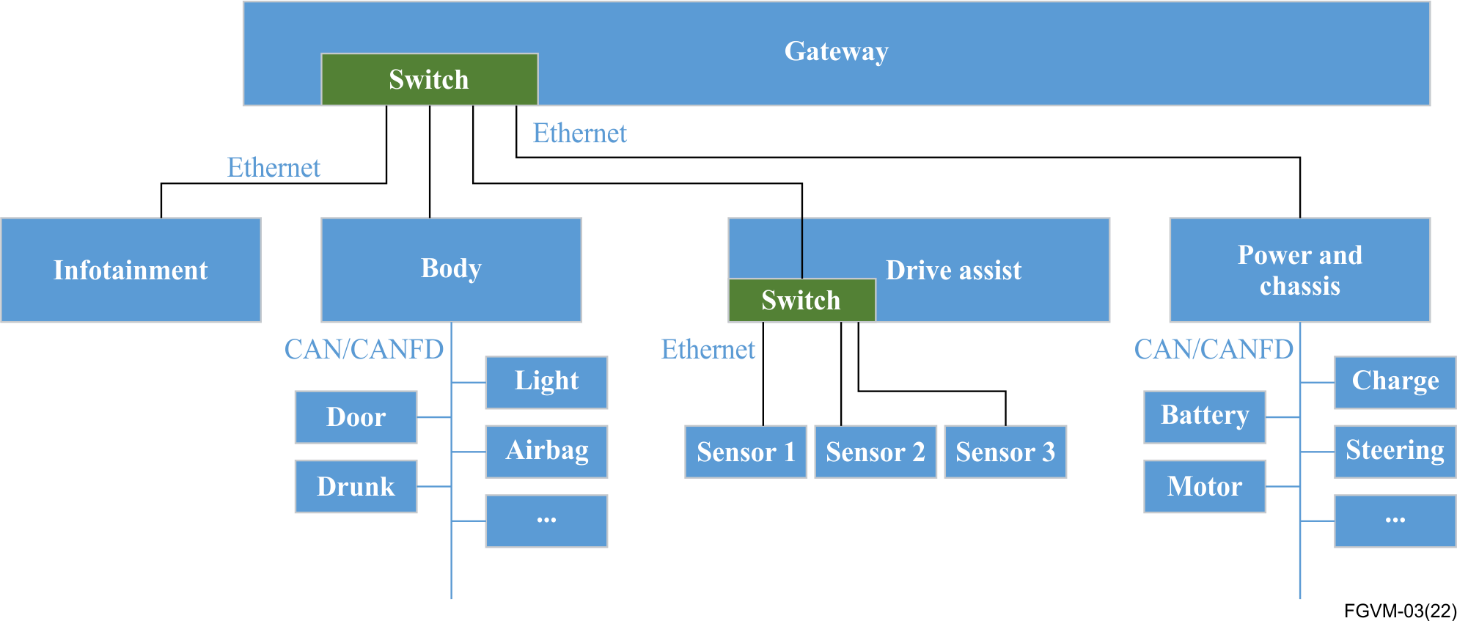 Gateway
Switch
Ethernet
Ethernet
Infotainment
Body
Drive assist
Switch
Power and
chassis
CAN/CANFD
Light
Door
Airbag
Drunk
...
Ethernet
Sensor 1
Sensor 2
Sensor 3
CAN/CANFD
Charge
Battery
Steering
Motor
...
FGVM-03(22)